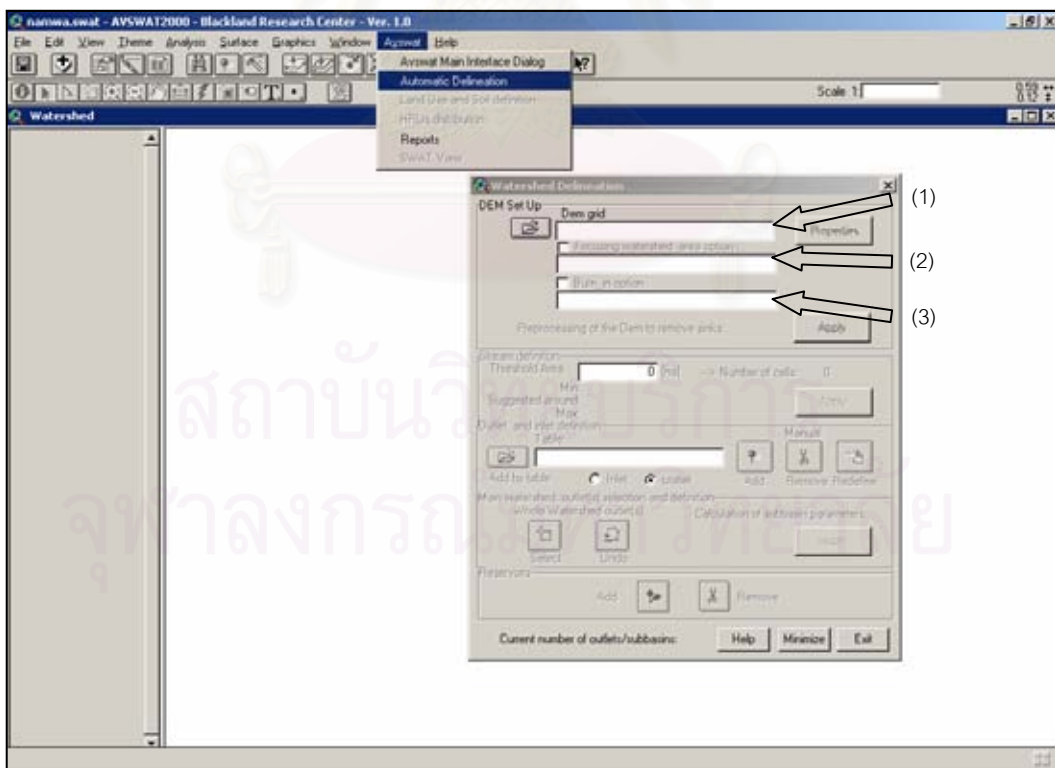 namwa.swat - AVSWAT2000 - Blackland Research Center - Ver. 1.0
File Edit View Theme Analysis Surface Graphics Window Avswat Help
Avswat Main Interface Dialog
Automatic Delineation
Land Use and Soil definition
HRUs distribution
Reports
SWAT View
Scale 1:
Watershed
Watershed Delineation
DEM Set Up
Dem grid
Properties
(1)
Focusing watershed area option
(2)
Burn_in option
(3)
Preprocessing of the Dem to remove sinks
Apply
Stream definition
Threshold Area 0 [Ha] --> Number of cells: 0
Min
Suggested around
Max
Apply
Outlet and inlet definition
Table
Manual
Add to table Inlet Outlet Add Remove Redefine
Main watershed outlet(s) selection and definition
Whole Watershed outlet(s)
Calculation of subbasin parameters
Select Undo
Reservoirs
Add Remove
Current number of outlets/subbasins: Help Minimize Exit
สถาบันวิทยบริการ
จุฬาลงกรณ์มหาวิทยาลัย